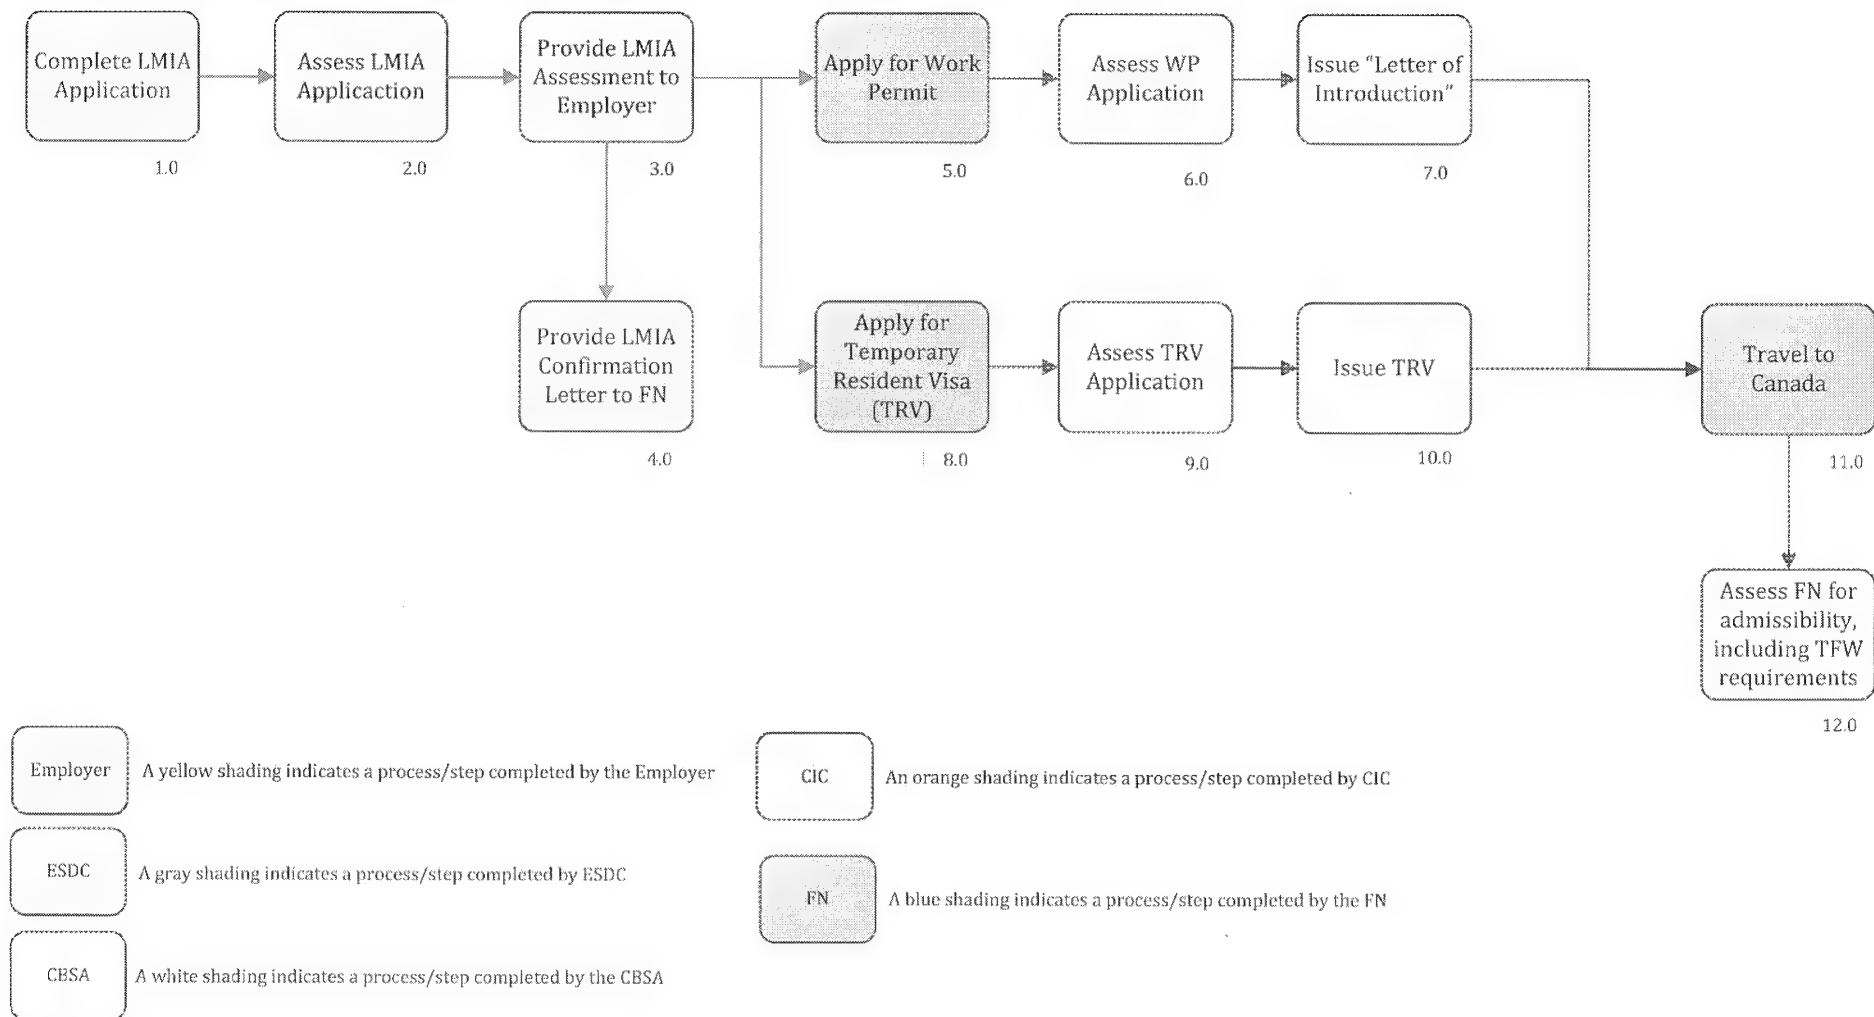 Complete LMIA
Application
1.0
Assess LMIA
Applicaction
2.0
Provide LMIA
Assessment to
Employer
3.0
Apply for Work
Permit
5.0
Assess WP
Application
6.0
Issue “Letter of
Introduction”
7.0
Provide LMIA
Confirmation
Letter to FN
4.0
Apply for
Temporary
Resident Visa
(TRV)
8.0
Assess TRV
Application
9.0
Issue TRV
10.0
Travel to
Canada
11.0
Assess FN for
admissibility,
including TFW
requirements
12.0
Employer
A yellow shading indicates a process/step completed by the Employer
ESDC
A gray shading indicates a process/step completed by ESDC
CBSA
A white shading indicates a process/step completed by the CBSA
CIC
An orange shading indicates a process/step completed by CIC
FN
A blue shading indicates a process/step completed by the FN